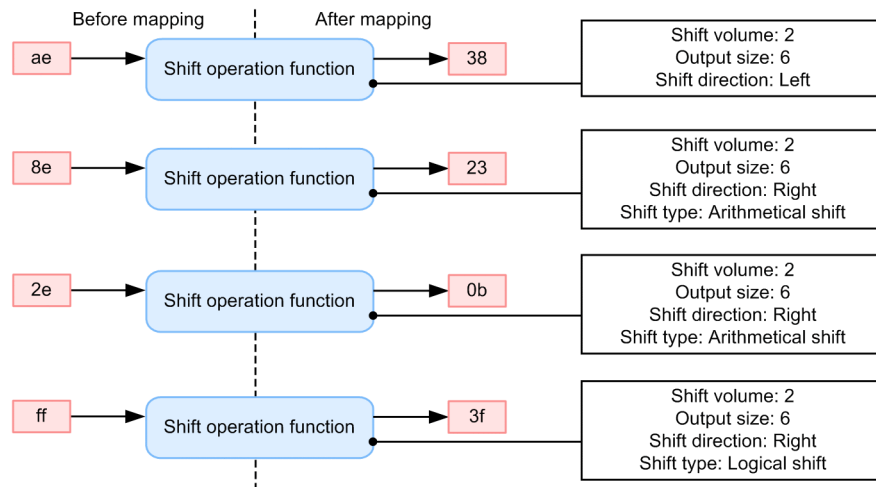 Before mapping
After mapping
ae
Shift operation function
38
Shift volume: 2
Output size: 6
Shift direction: Left
8e
Shift operation function
23
Shift volume: 2
Output size: 6
Shift direction: Right
Shift type: Arithmetical shift
2e
Shift operation function
0b
Shift volume: 2
Output size: 6
Shift direction: Right
Shift type: Arithmetical shift
ff
Shift operation function
3f
Shift volume: 2
Output size: 6
Shift direction: Right
Shift type: Logical shift